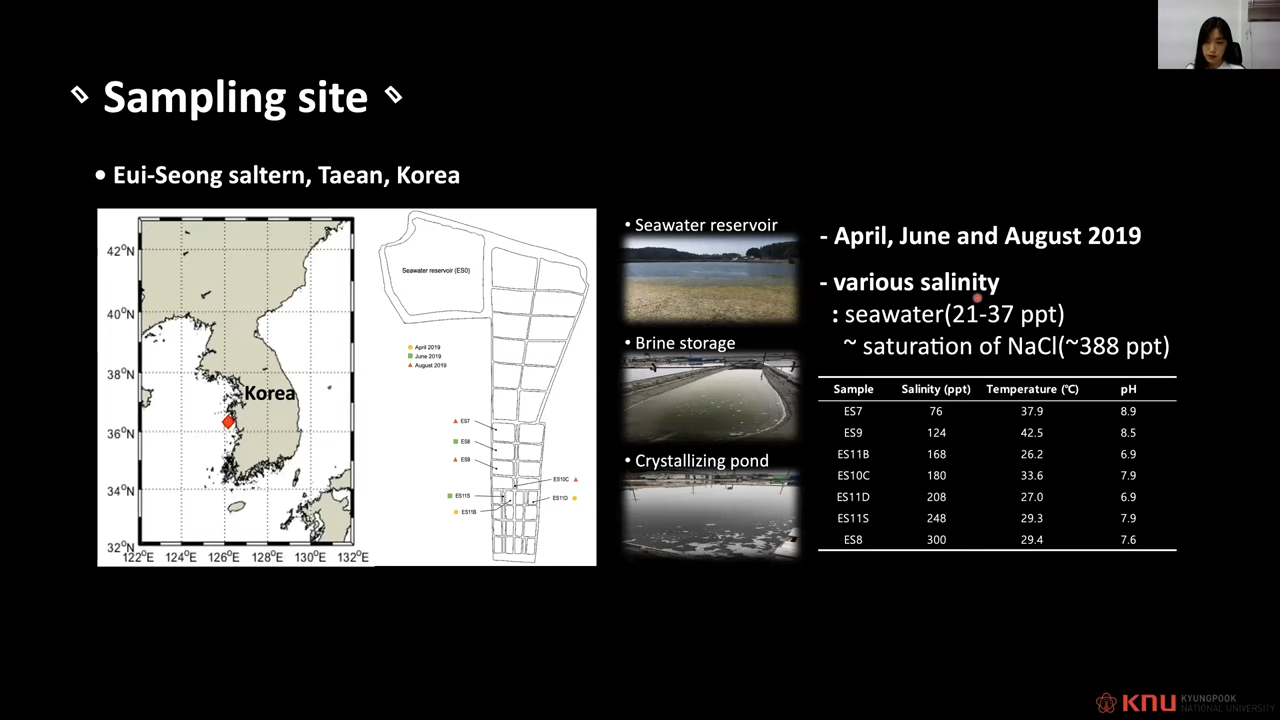 Sampling site
• Eui-Seong saltern, Taean, Korea
42°N
40°N
38°N
36°N
34°N
32°N
122°E 124°E 126°E 128°E 130°E 132°E
Korea
Seawater reservoir (ES0)
April 2019
June 2019
August 2019
ES7
ES8
ES9
ES10C
ES11S
ES11D
ES11B
• Seawater reservoir
• Brine storage
• Crystallizing pond
- April, June and August 2019
- various salinity
: seawater(21-37 ppt)
~ saturation of NaCl(~388 ppt)
Sample Salinity (ppt) Temperature (℃) pH
ES7 76 37.9 8.9
ES9 124 42.5 8.5
ES11B 168 26.2 6.9
ES10C 180 33.6 7.9
ES11D 208 27.0 6.9
ES11S 248 29.3 7.9
ES8 300 29.4 7.6
KNU KYUNGPOOK
NATIONAL UNIVERSITY